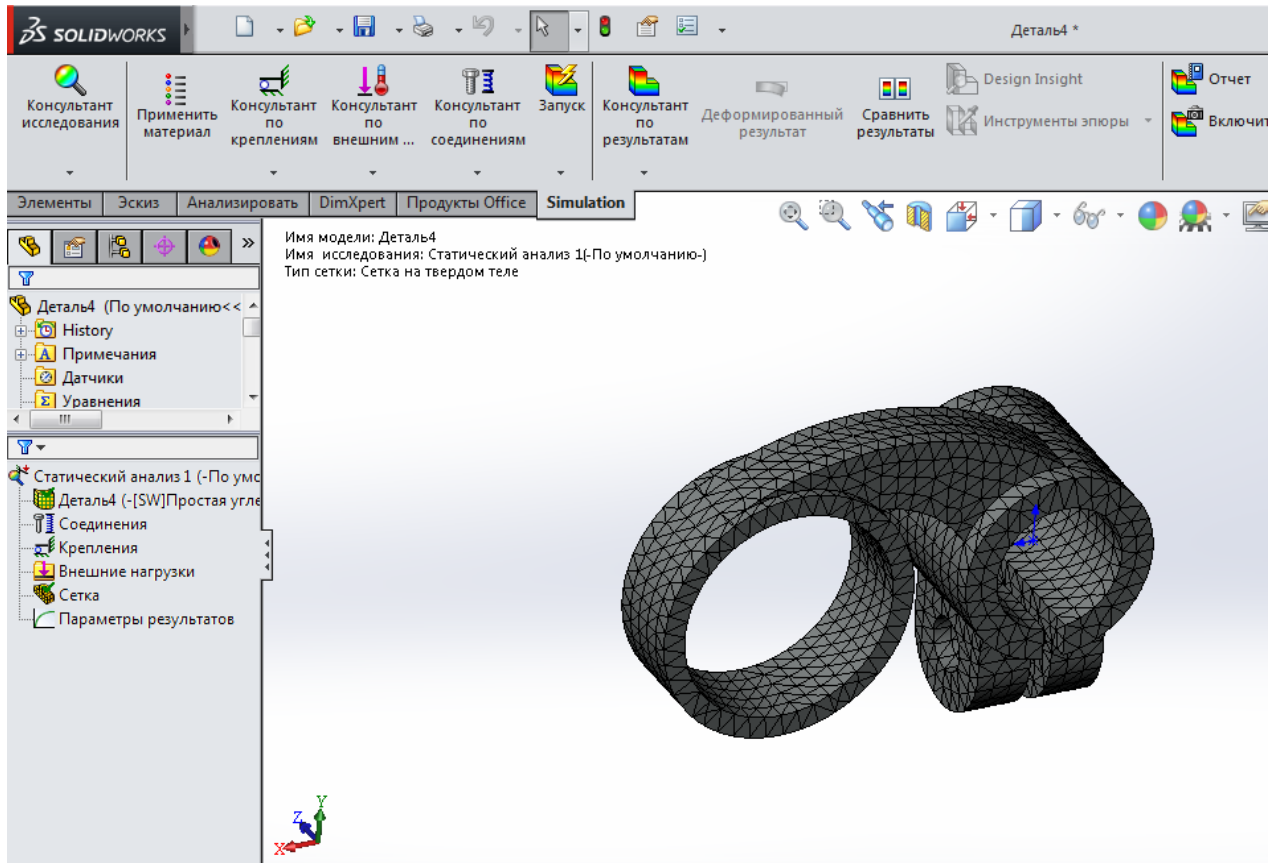 SOLIDWORKS
Деталь4 *
Консультант
исследования
Применить
материал
Консультант
по
креплениям
Консультант
по
внешним ...
Консультант
по
соединениям
Запуск
Консультант
по
результатам
Деформированный
результат
Сравнить
результаты
Design Insight
Инструменты эпюры
Отчет
Включит
Элементы Эскиз Анализировать DimXpert Продукты Office Simulation
Имя модели: Деталь4
Имя исследования: Статический анализ 1(-По умолчанию-)
Тип сетки: Сетка на твердом теле
Деталь4 (По умолчанию<<
History
Примечания
Датчики
Уравнения
Статический анализ 1 (-По умо
Деталь4 (-[SW]Простая угле
Соединения
Крепления
Внешние нагрузки
Сетка
Параметры результатов
Y
Z
X